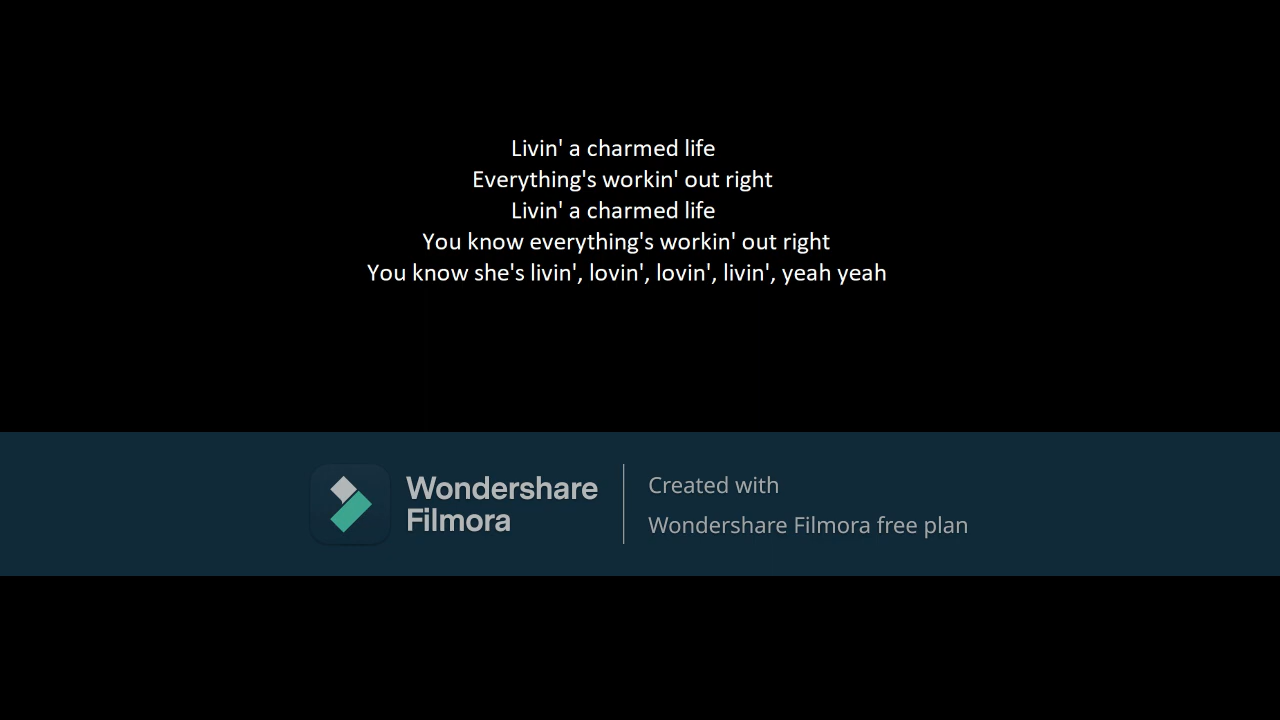 Livin' a charmed life
Everything's workin' out right
Livin' a charmed life
You know everything's workin' out right
You know she's livin', lovin', lovin', livin', yeah yeah
Wondershare
Filmora
Created with
Wondershare Filmora free plan